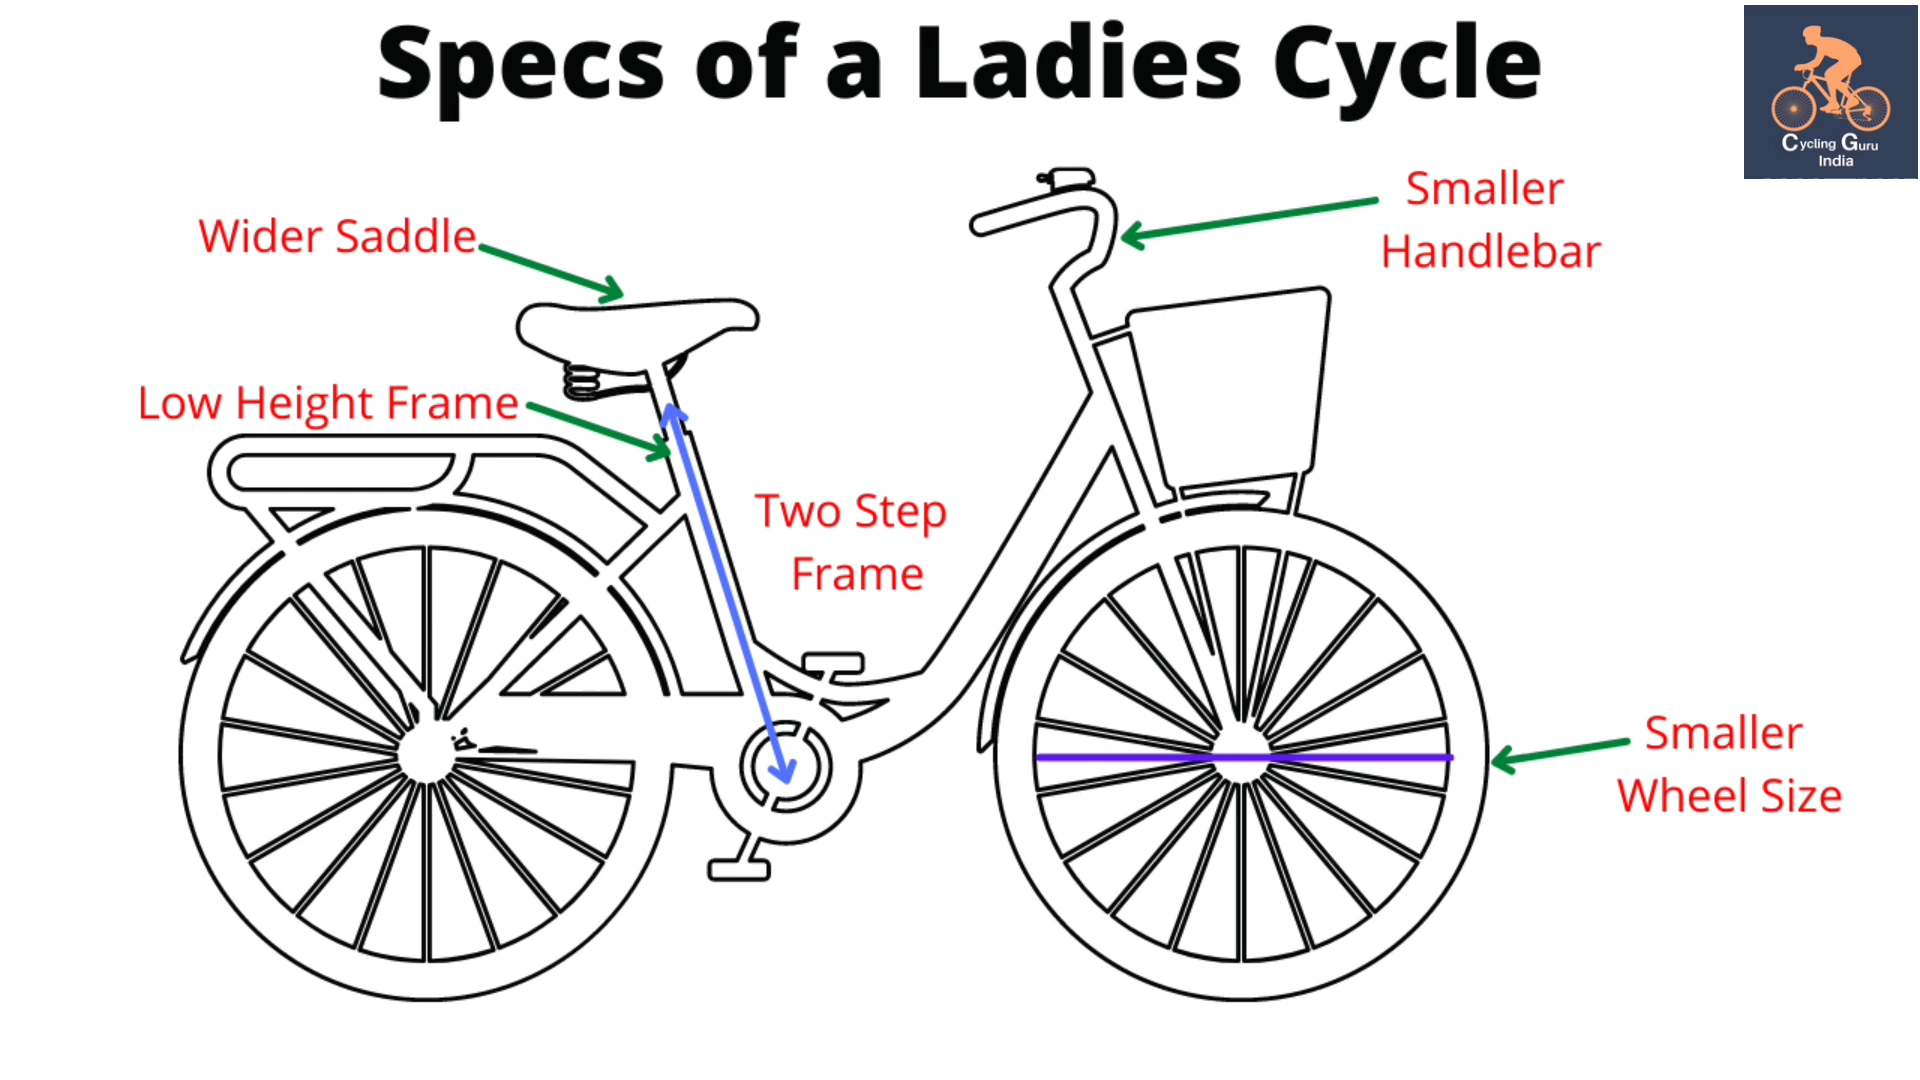 Specs of a Ladies Cycle
Cycling Guru
India
Smaller
Handlebar
Wider Saddle
Low Height Frame
Two Step
Frame
Smaller
Wheel Size